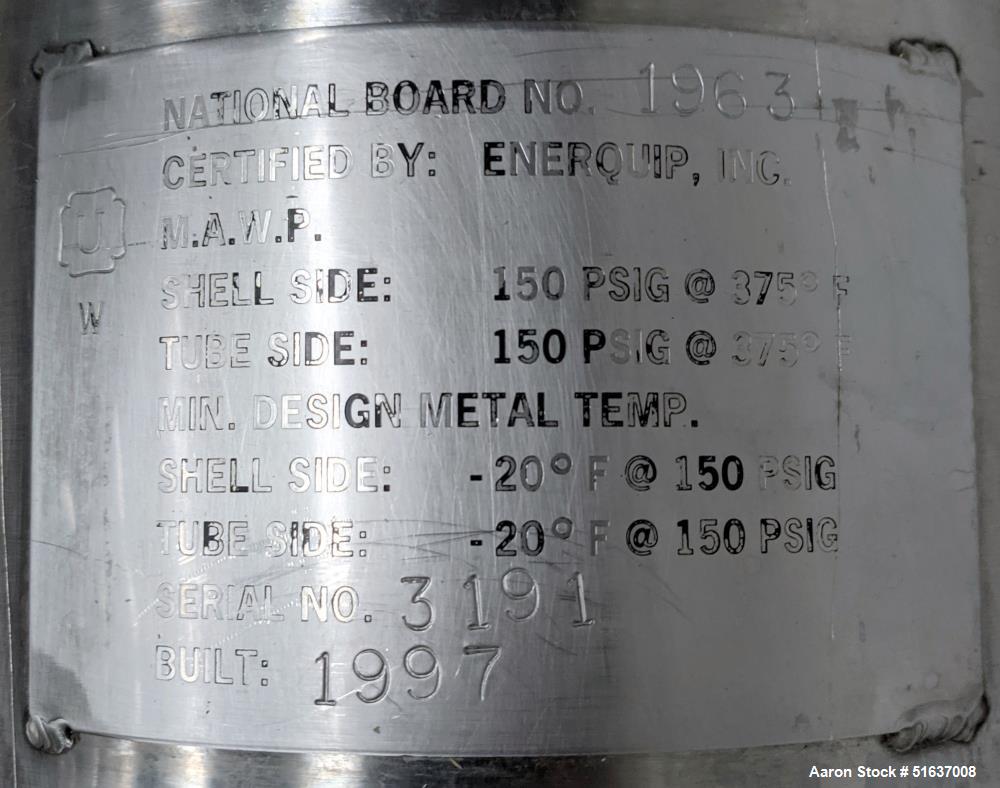 NATIONAL BOARD NO. 1963
CERTIFIED BY: ENERQUIP, INC.
U
M.A.W.P.
W
SHELL SIDE: 150 PSIG @ 375° F
TUBE SIDE: 150 PSIG @ 375° F
MIN. DESIGN METAL TEMP.
SHELL SIDE: -20° F @ 150 PSIG
TUBE SIDE: -20° F @ 150 PSIG
SERIAL NO. 3191
BUILT: 1997
Aaron Stock # 51637008